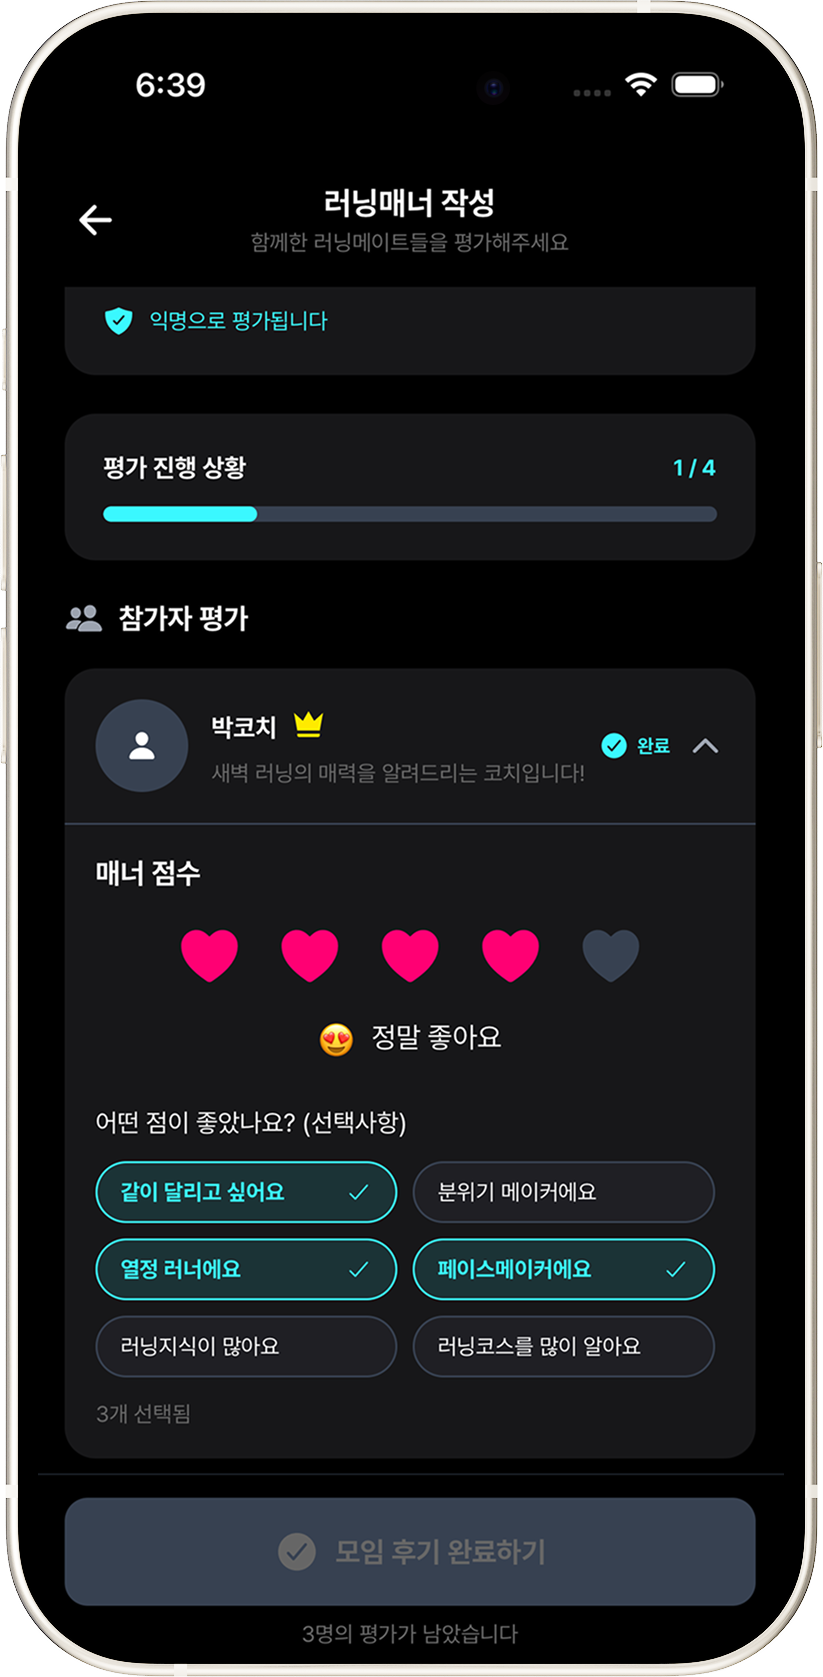 6:39
러닝매너 작성
함께한 러닝메이트들을 평가해주세요
익명으로 평가됩니다
평가 진행 상황
1 / 4
참가자 평가
박코치
새벽 러닝의 매력을 알려드리는 코치입니다!
완료
매너 점수
정말 좋아요
어떤 점이 좋았나요? (선택사항)
같이 달리고 싶어요
분위기 메이커에요
열정 러너에요
페이스메이커에요
러닝지식이 많아요
러닝코스를 많이 알아요
3개 선택됨
모임 후기 완료하기
3명의 평가가 남았습니다